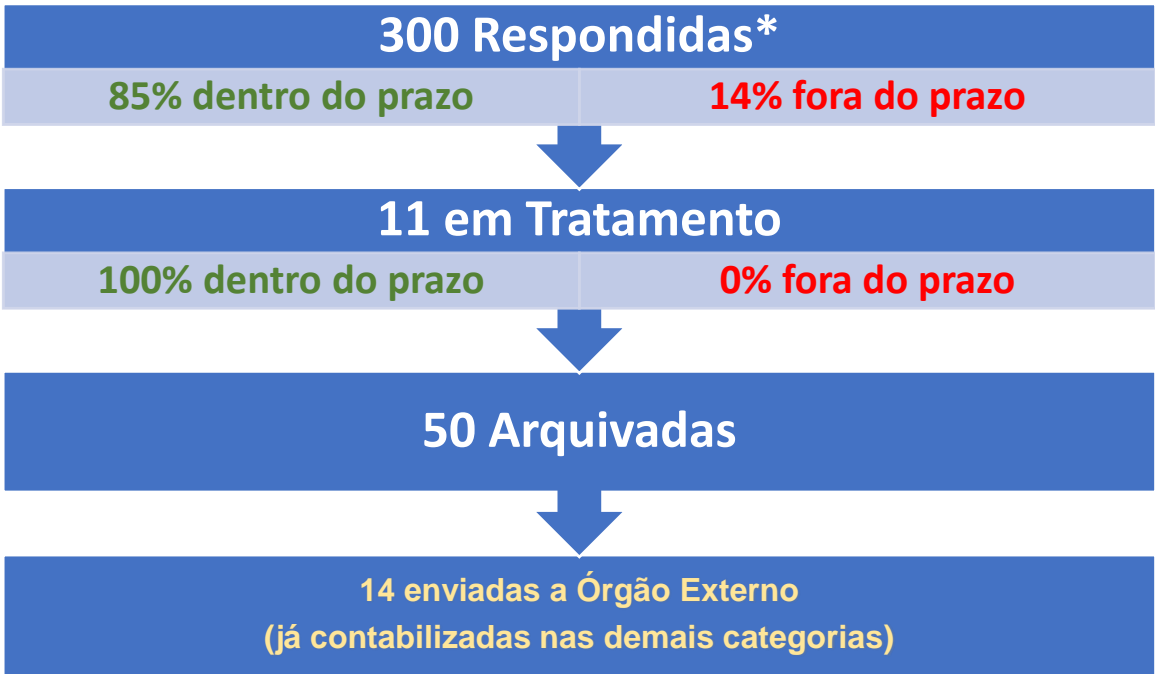 300 Respondidas*
85% dentro do prazo
14% fora do prazo
11 em Tratamento
100% dentro do prazo
0% fora do prazo
50 Arquivadas
14 enviadas a Órgão Externo
(já contabilizadas nas demais categorias)